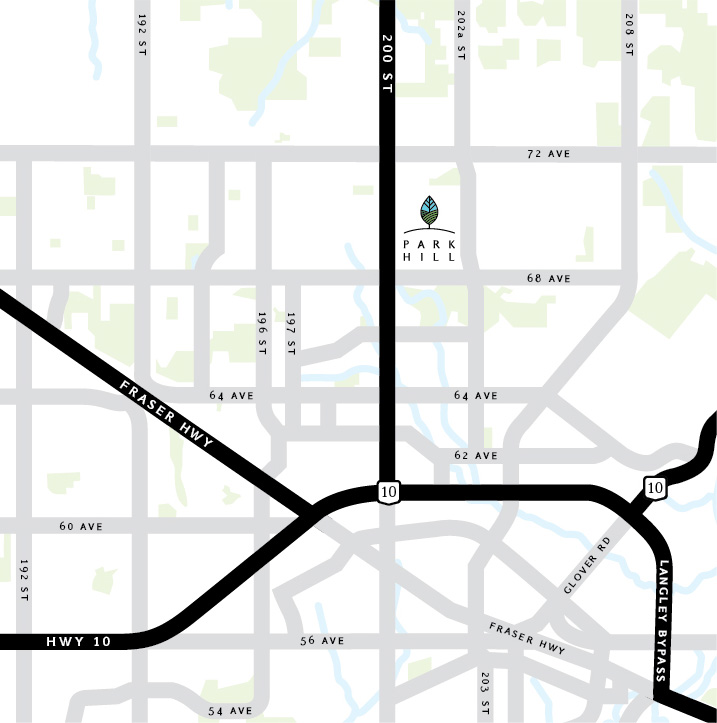 192 ST
200 ST
202a ST
208 ST
72 AVE
PARK
HILL
68 AVE
196 ST
197 ST
FRASER HWY
64 AVE
64 AVE
62 AVE
10
10
60 AVE
192 ST
GLOVER RD
LANGLEY BYPASS
HWY 10
56 AVE
FRASER HWY
203 ST
54 AVE